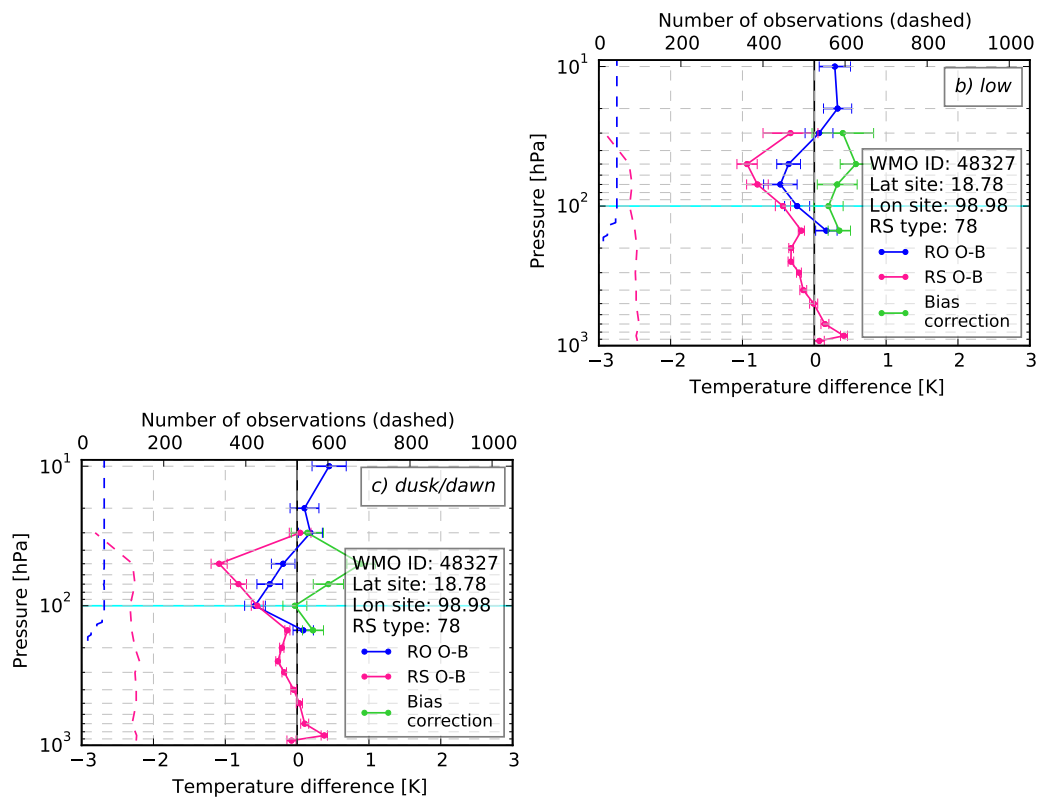 Number of observations (dashed)
0 200 400 600 800 1000
10¹
b) low
WMO ID: 48327
Lat site: 18.78
10²
Lon site: 98.98
RS type: 78
RO O-B
RS O-B
Bias
correction
10³
Pressure [hPa]
−3 −2 −1 0 1 2 3
Temperature difference [K]
Number of observations (dashed)
0 200 400 600 800 1000
10¹
c) dusk/dawn
WMO ID: 48327
Lat site: 18.78
10²
Lon site: 98.98
RS type: 78
RO O-B
RS O-B
Bias
correction
10³
Pressure [hPa]
−3 −2 −1 0 1 2 3
Temperature difference [K]